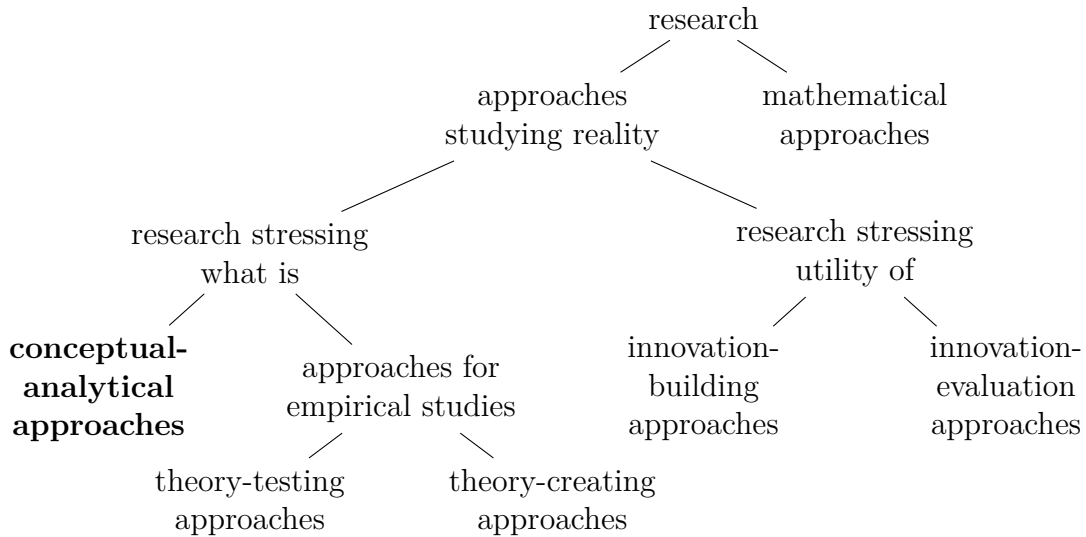 research
approaches
studying reality
mathematical
approaches
research stressing
what is
research stressing
utility of
conceptual-
analytical
approaches
approaches for
empirical studies
innovation-
building
approaches
innovation-
evaluation
approaches
theory-testing
approaches
theory-creating
approaches